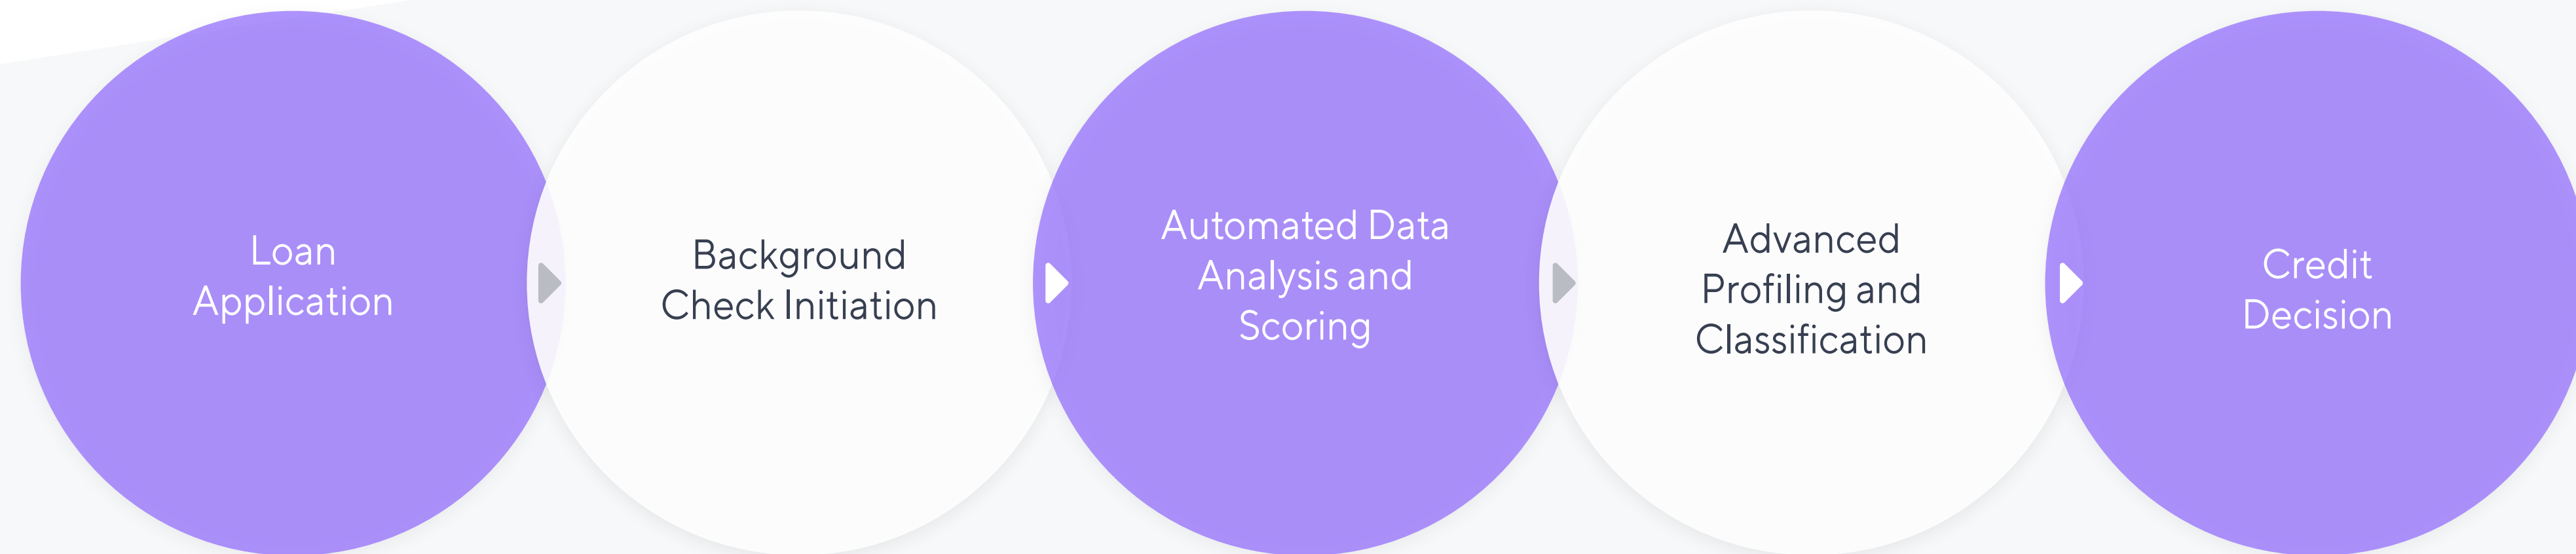 Loan
Application
Background
Check Initiation
Automated Data
Analysis and
Scoring
Advanced
Profiling and
Classification
Credit
Decision